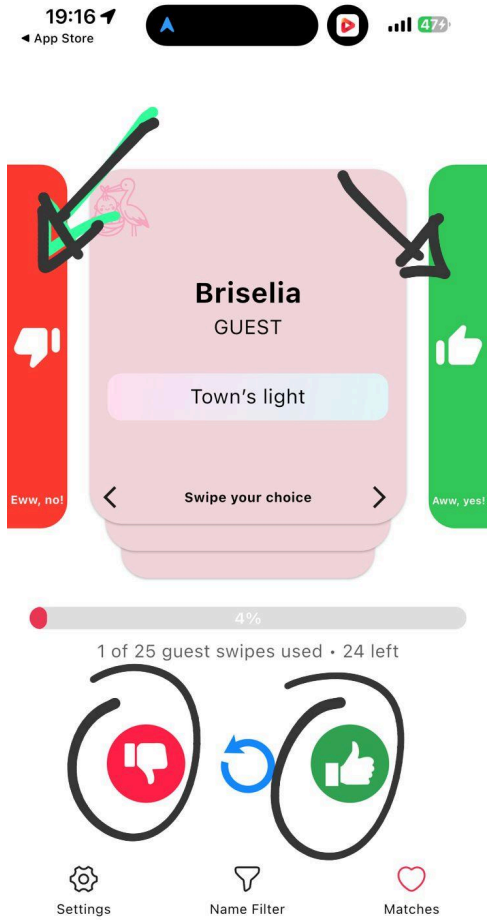 19:16
47
◀ App Store
Briselia
GUEST
Town's light
Eww, no!
Swipe your choice
Aww, yes!
4%
1 of 25 guest swipes used • 24 left
Settings
Name Filter
Matches